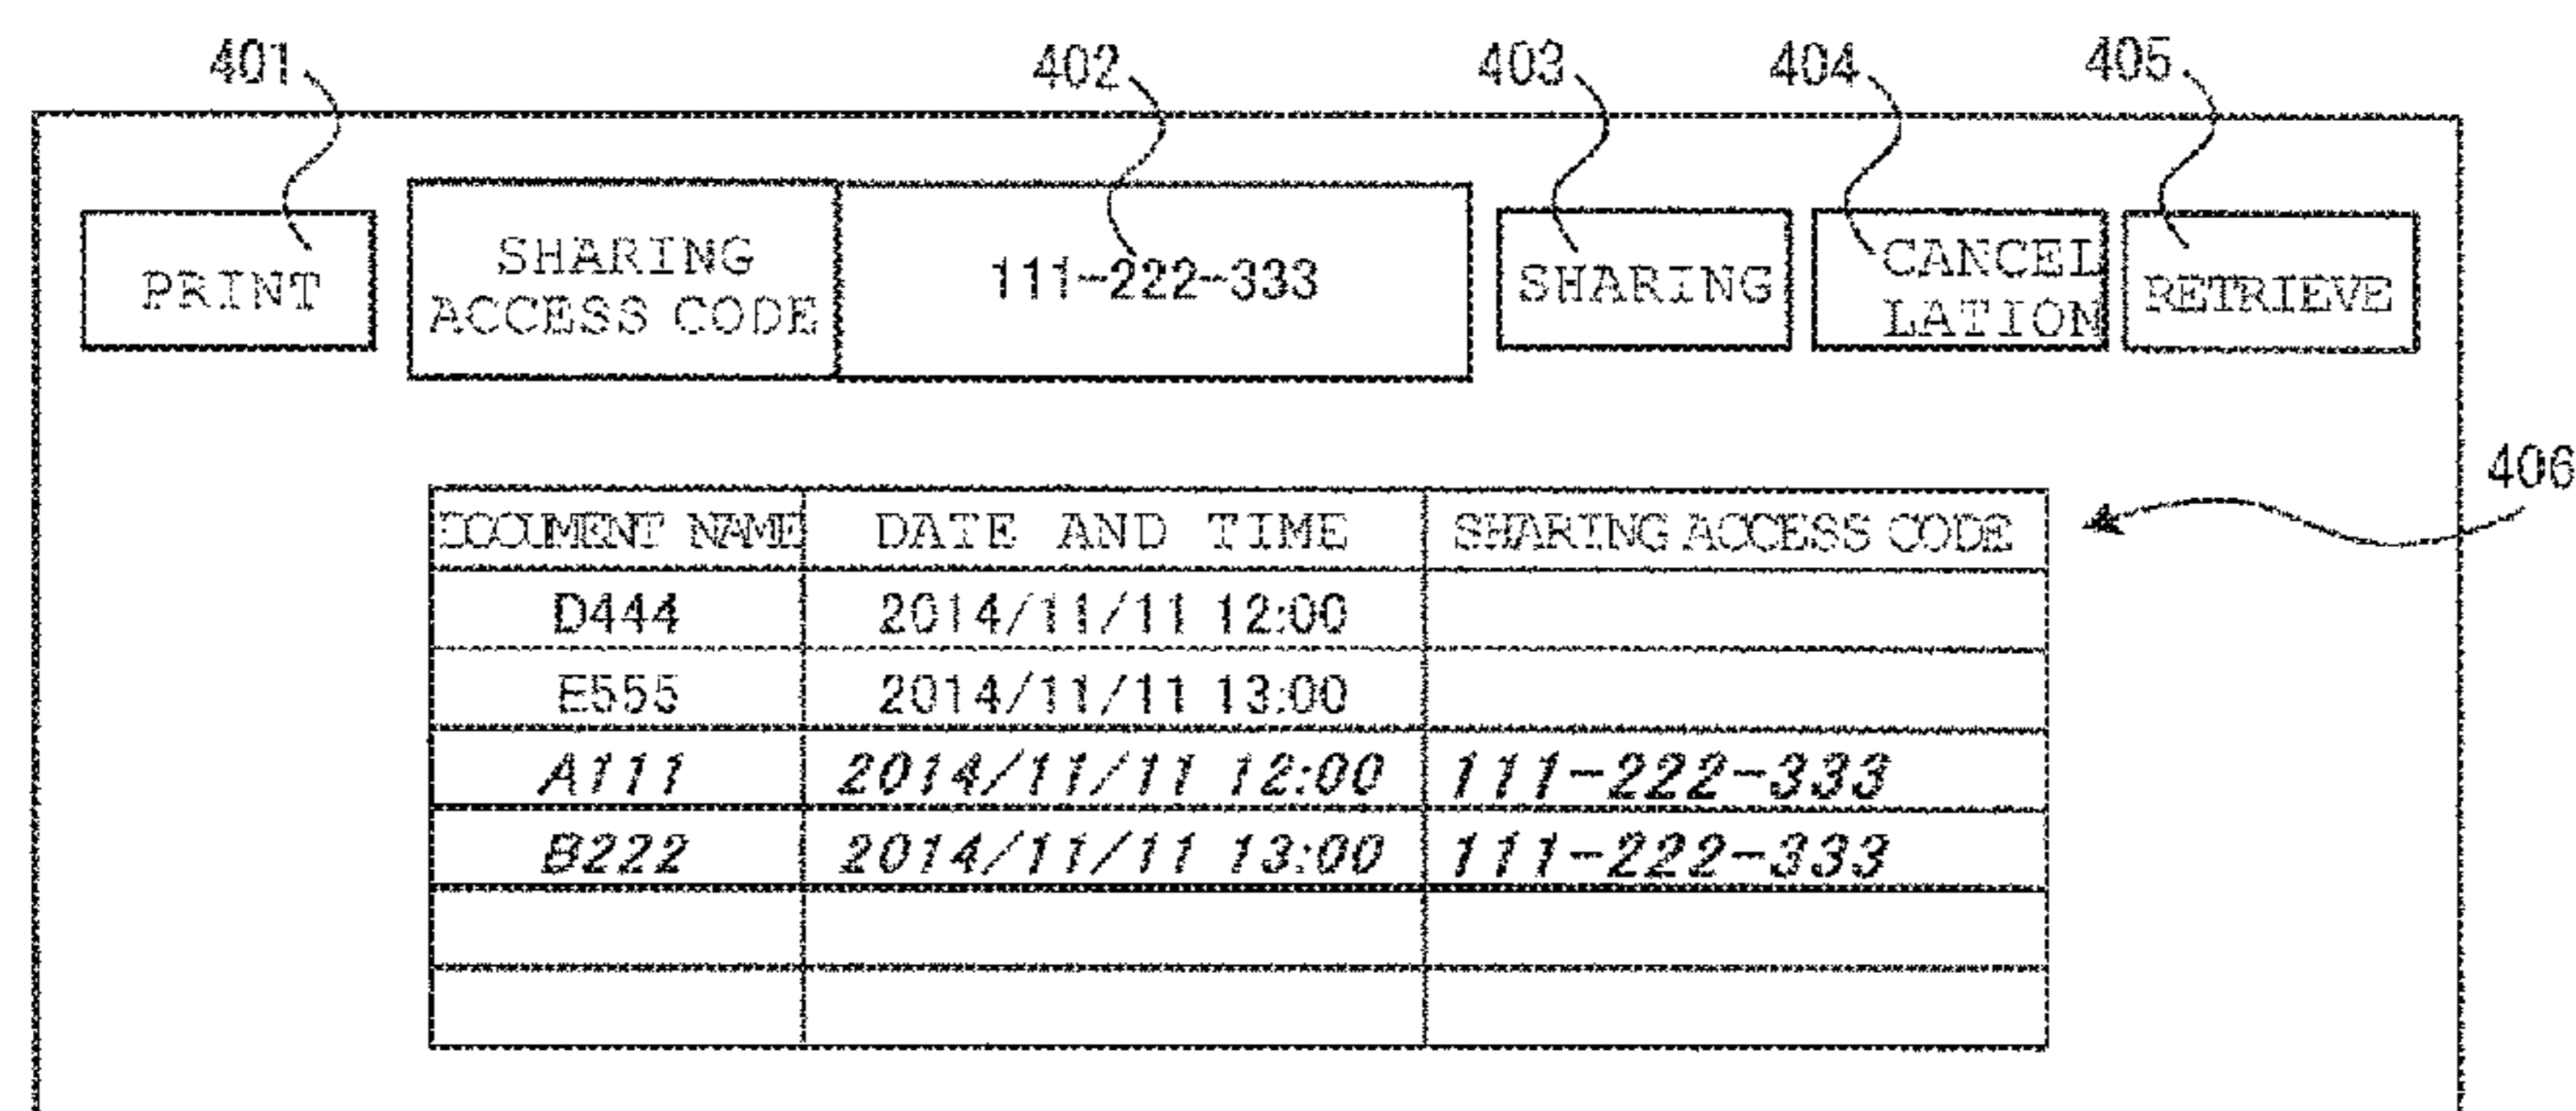 401 402 403 404 405
PRINT
SHARING
ACCESS CODE
111-222-333
SHARING
CANCEL
LATION
RETRIEVE
406
DOCUMENT NAME DATE AND TIME SHARING ACCESS CODE
D444 2014/11/11 12:00
E555 2014/11/11 13:00
A111 2014/11/11 12:00 111-222-333
B222 2014/11/11 13:00 111-222-333